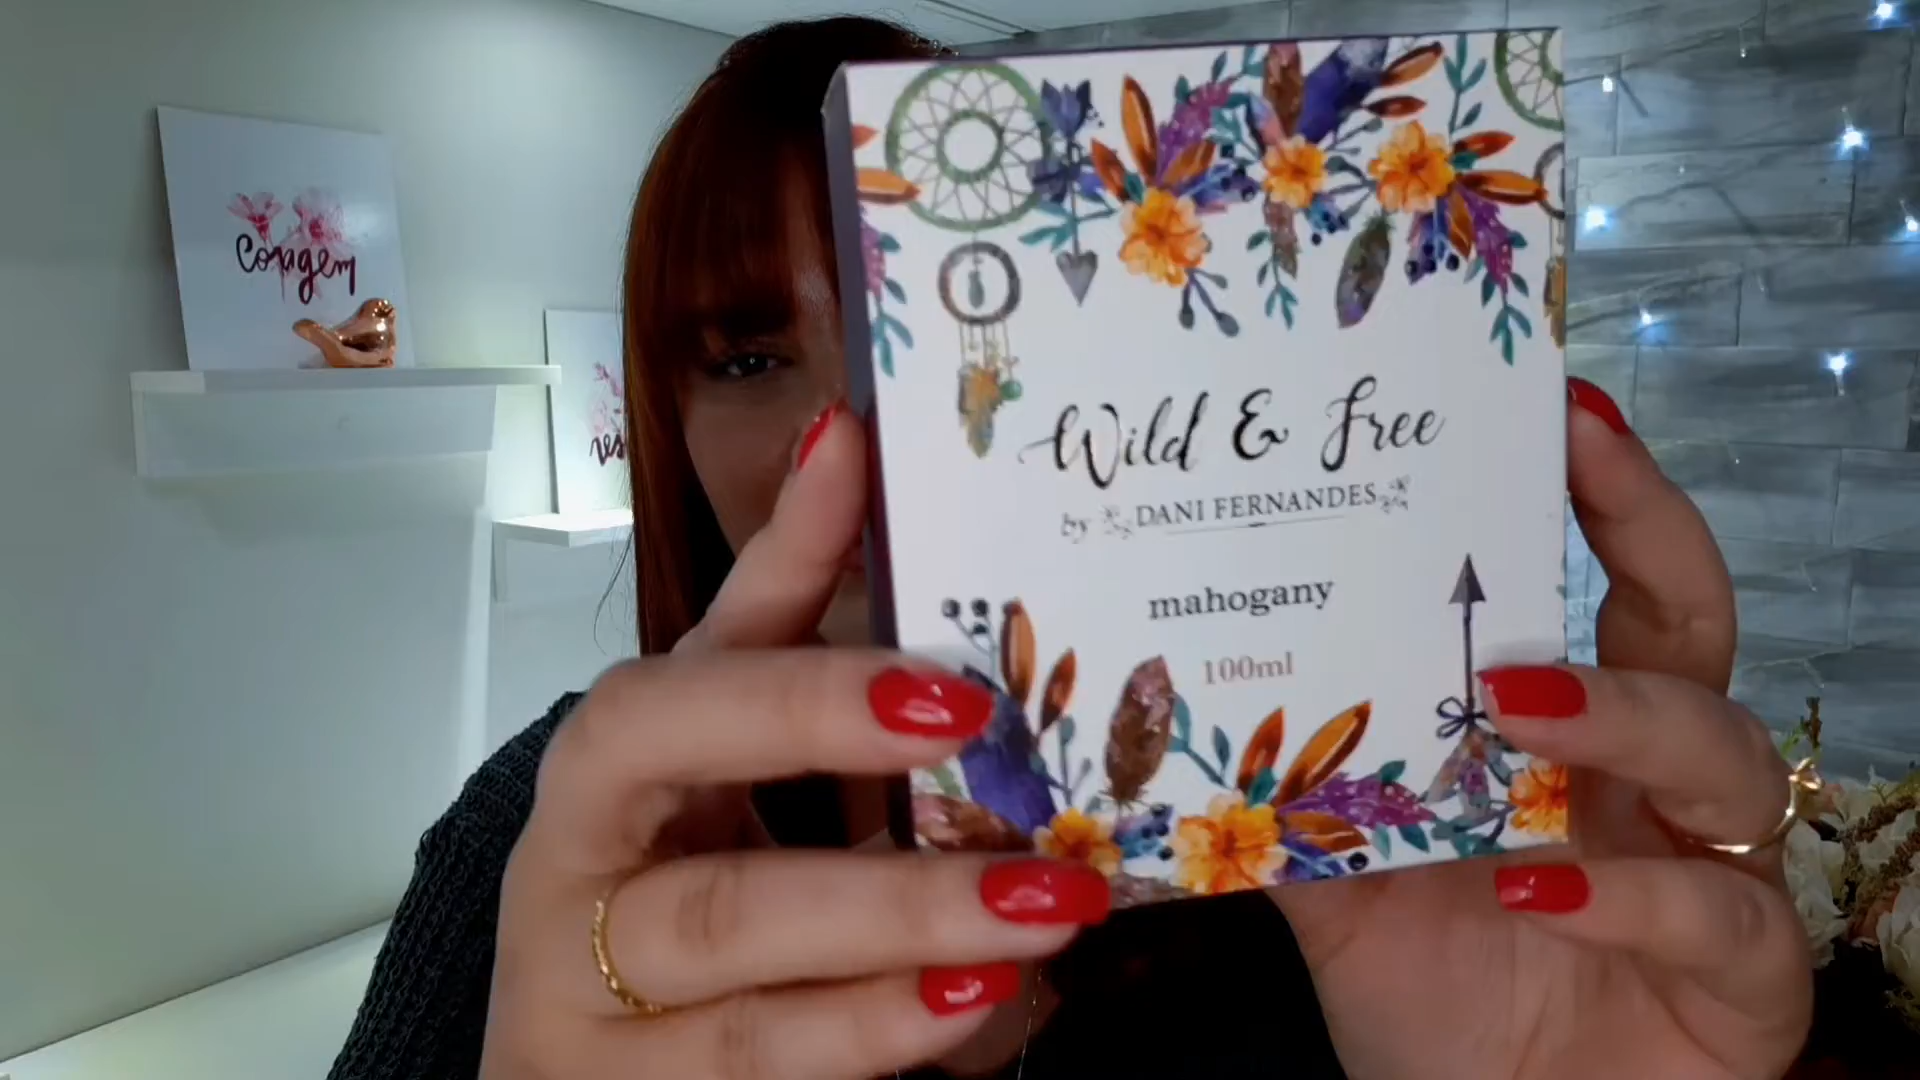 Coragem
Wild & Free
by DANI FERNANDES
mahogany
100ml